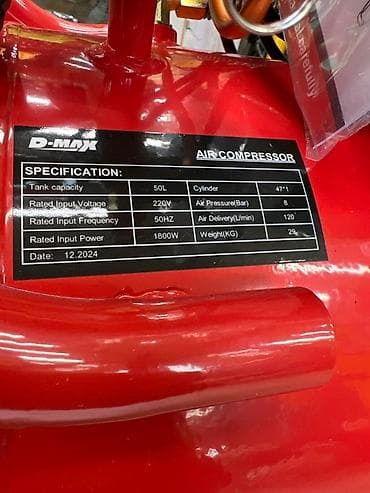 carefully
D-MAX AIR COMPRESSOR
SPECIFICATION:
Tank capacity 50L Cylinder 47*1
Rated Input Voltage 220V Air Pressure(Bar) 8
Rated Input Frequency 50HZ Air Delivery(L/min) 120
Rated Input Power 1800W Weight(KG) 29
Date: 12.2024